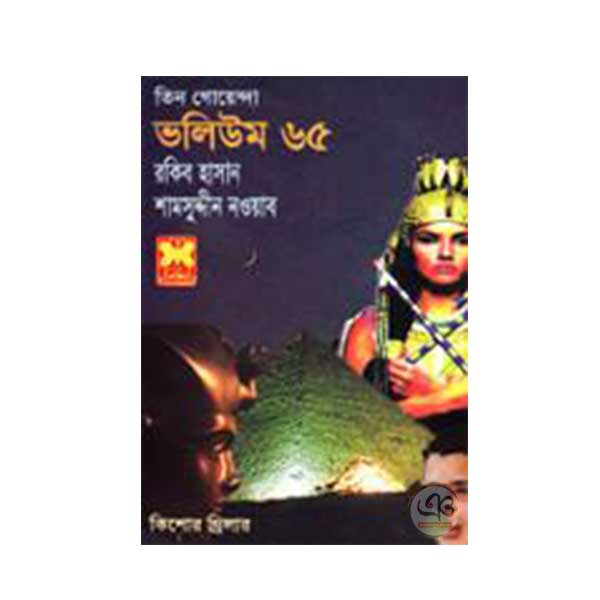 তিন গোয়েন্দা
ভলিউম ৬৫
রকিব হাসান
শামসুদ্দীন নওয়াব
কিশোর থ্রিলার